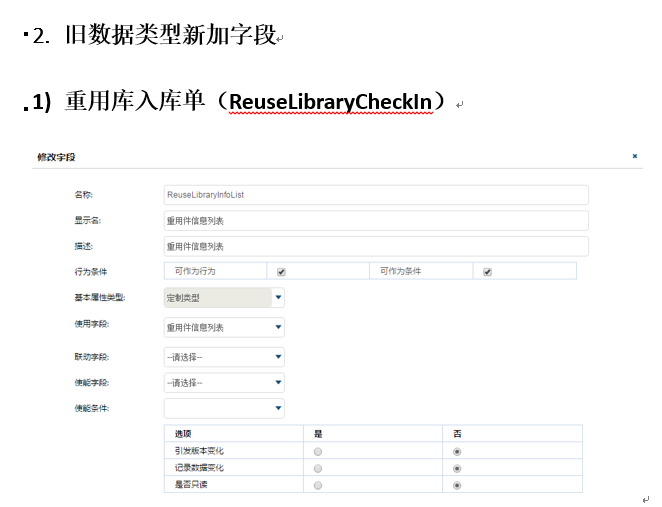 2. 旧数据类型新加字段
1) 重用库入库单（ReuseLibraryCheckIn）
修改字段
名称: ReuseLibraryInfoList
显示名: 重用件信息列表
描述: 重用件信息列表
行为条件 可作为行为 可作为条件
基本属性类型: 定制类型
使用字段: 重用件信息列表
联动字段: --请选择--
使能字段: --请选择--
使能条件:
选项 是 否
引发版本变化
记录数据变化
是否只读